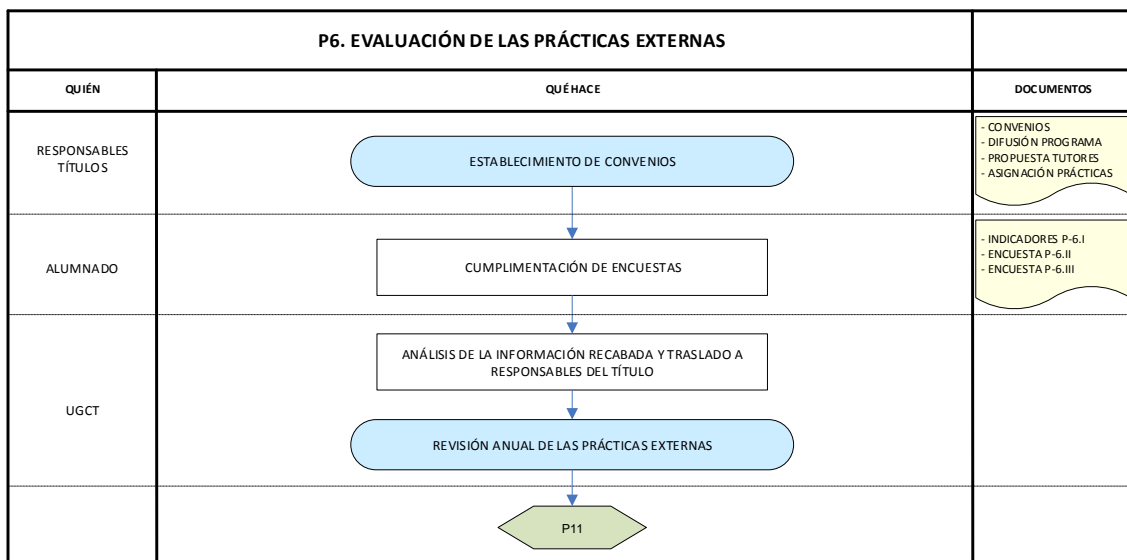 P6. EVALUACIÓN DE LAS PRÁCTICAS EXTERNAS
QUIÉN
QUÉ HACE
DOCUMENTOS
RESPONSABLES
TÍTULOS
ESTABLECIMIENTO DE CONVENIOS
- CONVENIOS
- DIFUSIÓN PROGRAMA
- PROPUESTA TUTORES
- ASIGNACIÓN PRÁCTICAS
ALUMNADO
CUMPLIMENTACIÓN DE ENCUESTAS
- INDICADORES P-6.I
- ENCUESTA P-6.II
- ENCUESTA P-6.III
UGCT
ANÁLISIS DE LA INFORMACIÓN RECABADA Y TRASLADO A
RESPONSABLES DEL TÍTULO
REVISIÓN ANUAL DE LAS PRÁCTICAS EXTERNAS
P11